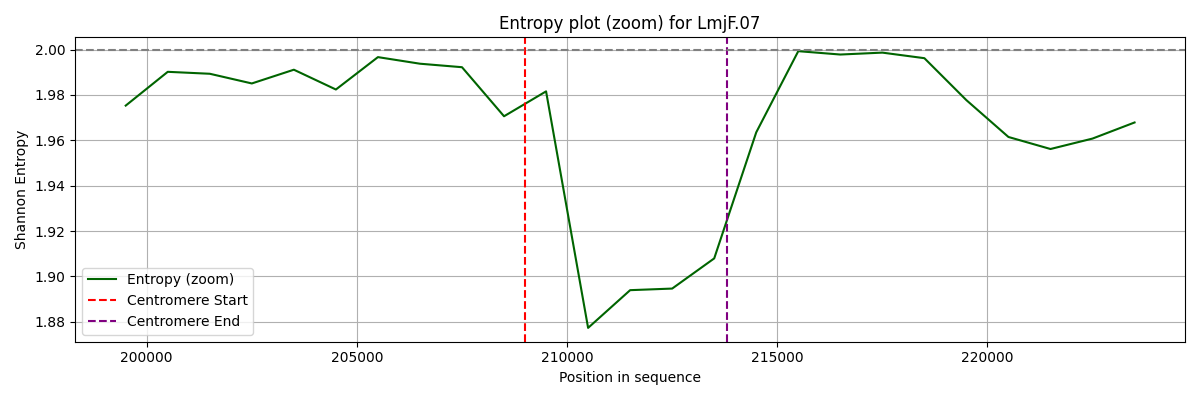 Entropy plot (zoom) for LmjF.07
Shannon Entropy
2.00
1.98
1.96
1.94
1.92
1.90
1.88
Entropy (zoom)
Centromere Start
Centromere End
200000 205000 210000 215000 220000
Position in sequence